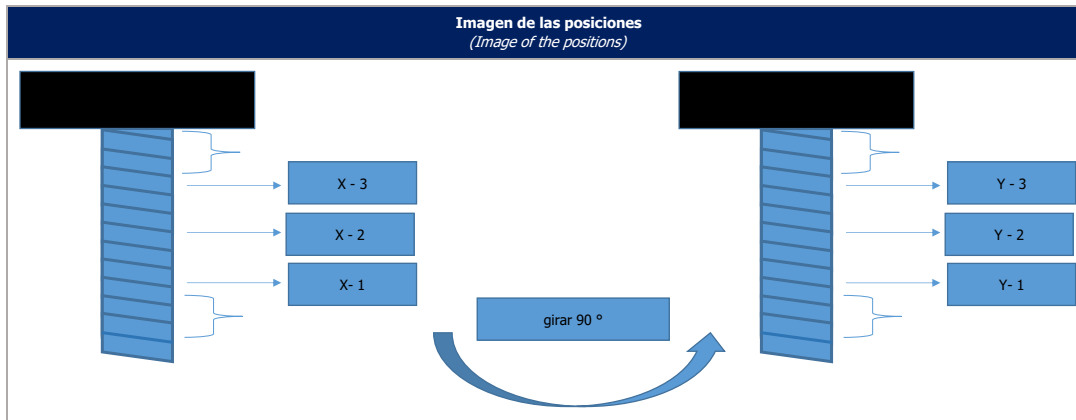 Imagen de las posiciones
(Image of the positions)
X - 3
X - 2
X- 1
girar 90 °
Y - 3
Y - 2
Y- 1